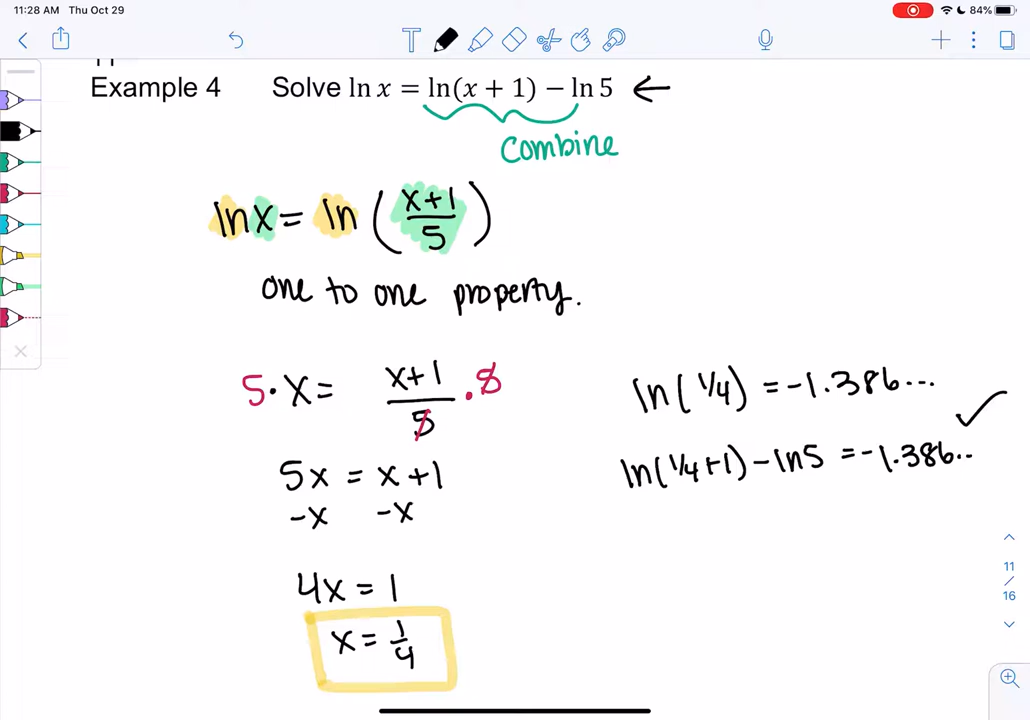 11:28 AM Thu Oct 29
84%
Example 4 Solve ln x = ln(x + 1) − ln 5 ←
Combine
ln x = ln ( (x+1)/5 )
one to one property.
5 · x = (x+1)/5 · 5
5x = x +1
-x -x
4x = 1
x = 1/4
ln( 1/4 ) = -1.386... ✓
ln( 1/4 +1) - ln5 = -1.386..
11
/
16